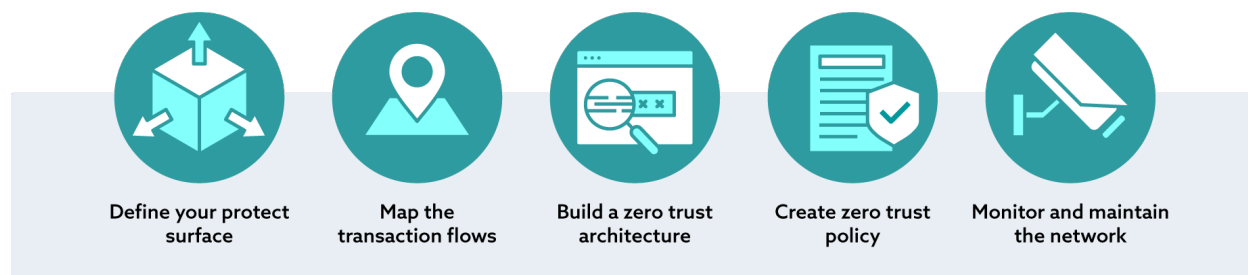 Define your protect
surface
Map the
transaction flows
Build a zero trust
architecture
Create zero trust
policy
Monitor and maintain
the network